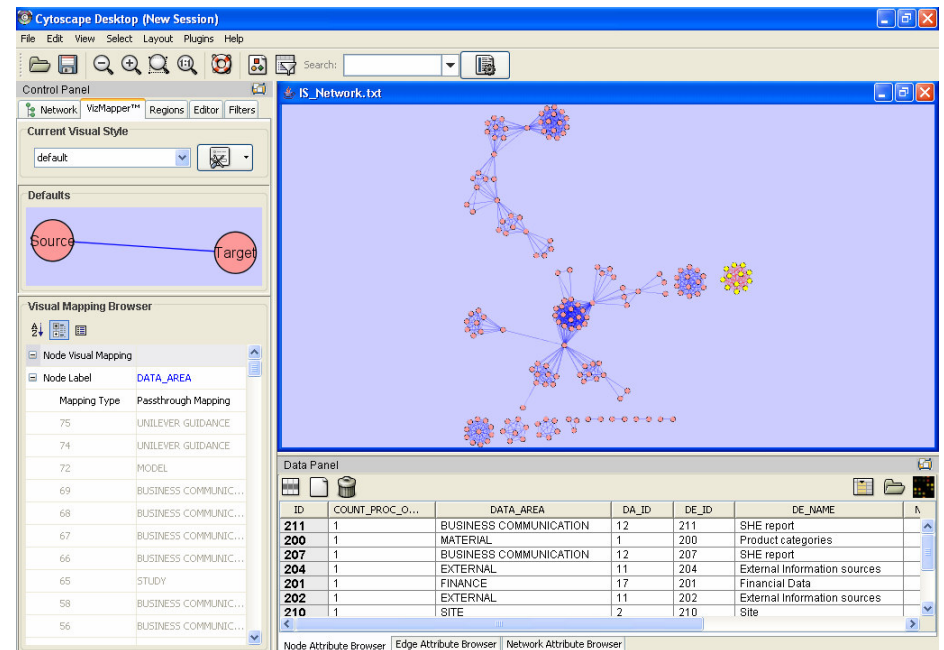 Cytoscape Desktop (New Session)
File Edit View Select Layout Plugins Help
Search:
Control Panel
Network VizMapper™ Regions Editor Filters
Current Visual Style
default
Defaults
Source Target
Visual Mapping Browser
Node Visual Mapping
Node Label DATA_AREA
Mapping Type Passthrough Mapping
75 UNILEVER GUIDANCE
74 UNILEVER GUIDANCE
72 MODEL
69 BUSINESS COMMUNIC...
68 BUSINESS COMMUNIC...
67 BUSINESS COMMUNIC...
66 BUSINESS COMMUNIC...
65 STUDY
58 BUSINESS COMMUNIC...
56 BUSINESS COMMUNIC...
IS_Network.txt
Data Panel
ID COUNT_PROC_O... DATA_AREA DA_ID DE_ID DE_NAME N
211 1 BUSINESS COMMUNICATION 12 211 SHE report
200 1 MATERIAL 1 200 Product categories
207 1 BUSINESS COMMUNICATION 12 207 SHE report
204 1 EXTERNAL 11 204 External Information sources
201 1 FINANCE 17 201 Financial Data
202 1 EXTERNAL 11 202 External Information sources
210 1 SITE 2 210 Site
Node Attribute Browser Edge Attribute Browser Network Attribute Browser